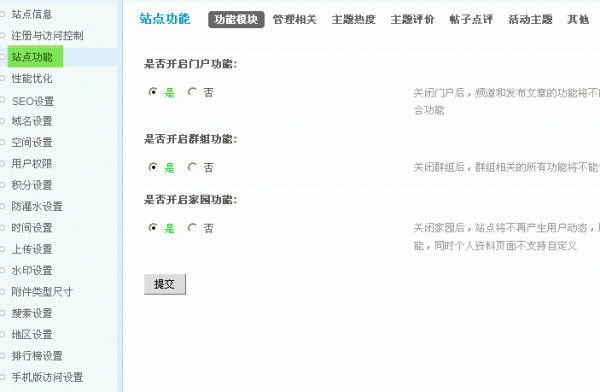 站点信息
注册与访问控制
站点功能
性能优化
SEO设置
域名设置
空间设置
用户权限
积分设置
防灌水设置
时间设置
上传设置
水印设置
附件类型尺寸
搜索设置
地区设置
排行榜设置
手机版访问设置
站点功能 功能模块 管理相关 主题热度 主题评价 帖子点评 活动主题 其他
是否开启门户功能:
是 否
关闭门户后，频道和发布文章的功能将不
合功能
是否开启群组功能:
是 否
关闭群组后，群组相关的所有功能将不能
是否开启家园功能:
是 否
关闭家园后，站点将不再产生用户动态，
能，同时个人资料页面不支持自定义
提交